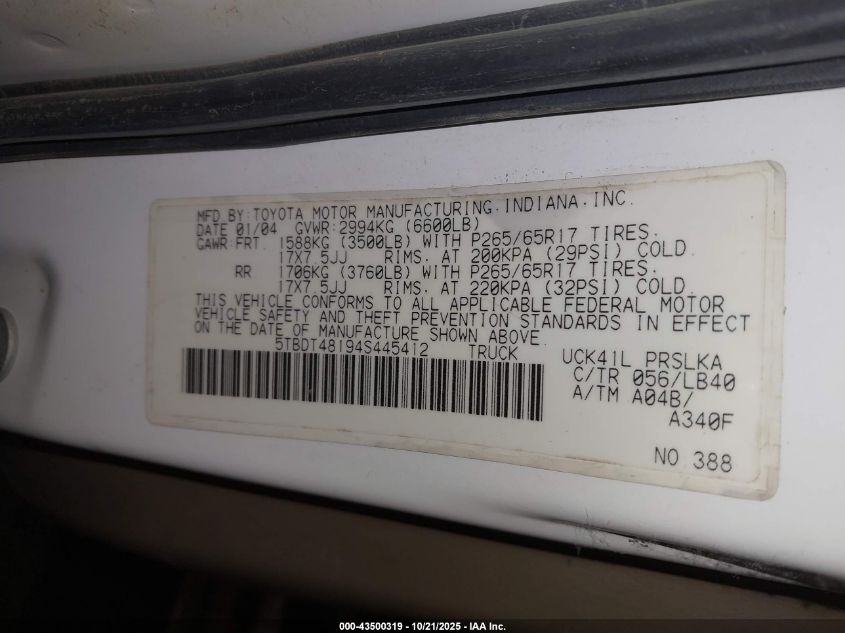 MFD.BY:TOYOTA MOTOR MANUFACTURING.INDIANA.INC.
DATE 01/04 GVWR:2994KG (6600LB)
GAWR:FRT. 1588KG (3500LB) WITH P265/65R17 TIRES.
17X7.5JJ RIMS. AT 200KPA (29PSI) COLD.
RR 1706KG (3760LB) WITH P265/65R17 TIRES.
17X7.5JJ RIMS. AT 220KPA (32PSI) COLD.
THIS VEHICLE CONFORMS TO ALL APPLICABLE FEDERAL MOTOR
VEHICLE SAFETY AND THEFT PREVENTION STANDARDS IN EFFECT
ON THE DATE OF MANUFACTURE SHOWN ABOVE.
5TBDT48194S445412 TRUCK
UCK41L PRSLKA
C/TR 056/LB40
A/TM A04B/
A340F
NO 388
000-43500319 - 10/21/2025 - IAA Inc.